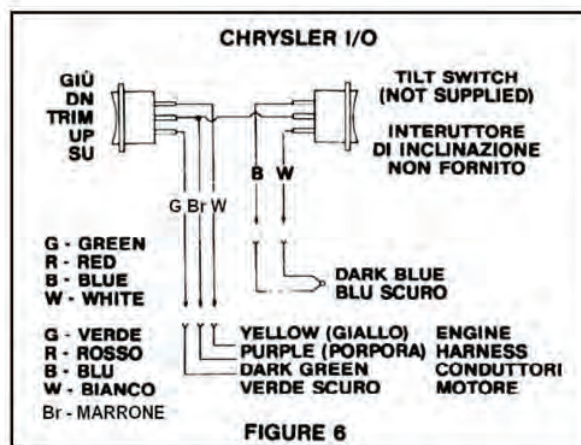 CHRYSLER I/O
GIÙ
DN
TRIM
UP
SU
TILT SWITCH
(NOT SUPPLIED)
INTERUTTORE
DI INCLINAZIONE
NON FORNITO
B W
G Br W
G - GREEN
R - RED
B - BLUE
W - WHITE
G - VERDE
R - ROSSO
B - BLU
W - BIANCO
Br - MARRONE
DARK BLUE
BLU SCURO
YELLOW (GIALLO) ENGINE
PURPLE (PORPORA) HARNESS
DARK GREEN CONDUTTORI
VERDE SCURO MOTORE
FIGURE 6